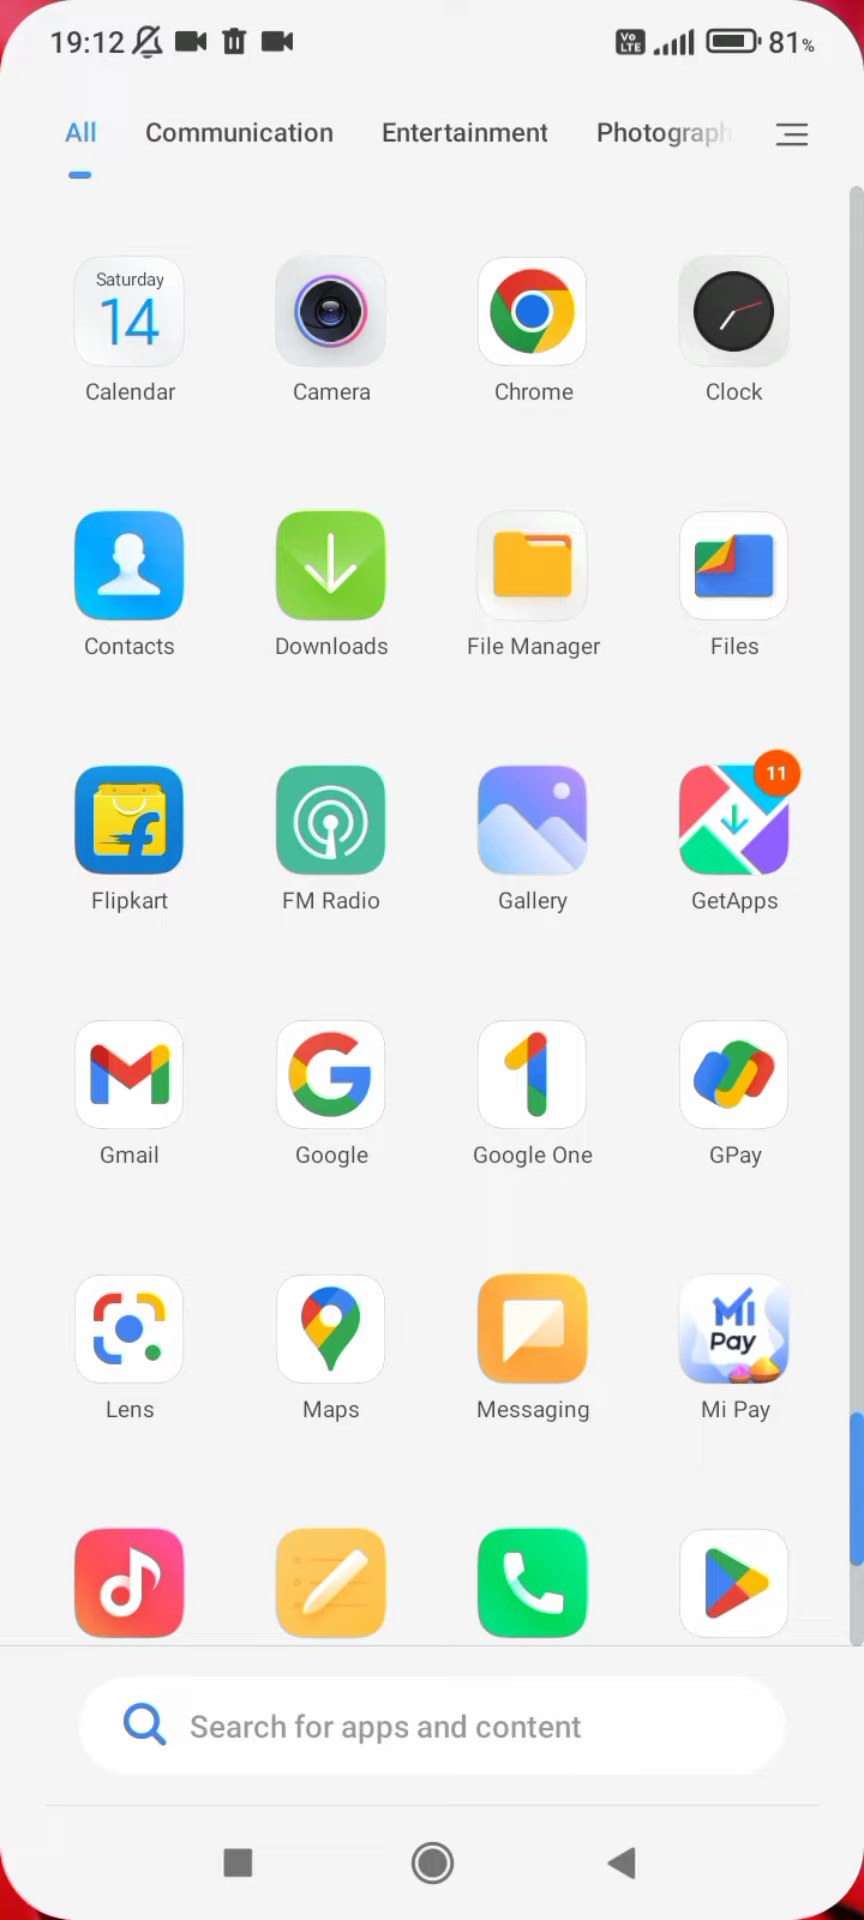 19:12 Vo LTE 81%
All Communication Entertainment Photograph
Saturday
14
Calendar Camera Chrome Clock
Contacts Downloads File Manager Files
11
Flipkart FM Radio Gallery GetApps
Gmail Google Google One GPay
Mi
Pay
Lens Maps Messaging Mi Pay
Search for apps and content